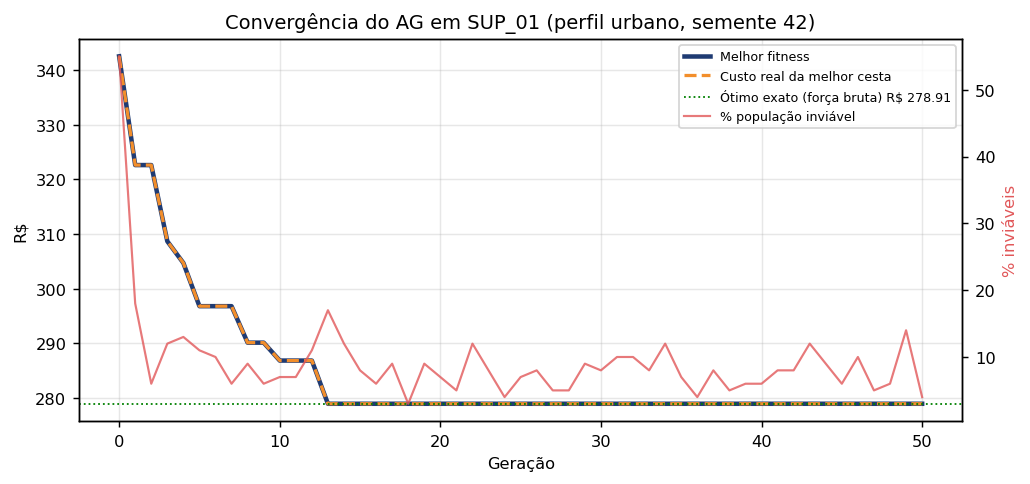 Convergência do AG em SUP_01 (perfil urbano, semente 42)
Melhor fitness
Custo real da melhor cesta
Ótimo exato (força bruta) R$ 278.91
% população inviável
R$
340
330
320
310
300
290
280
50
40
30
20
10
% inviáveis
0
10
20
30
40
50
Geração